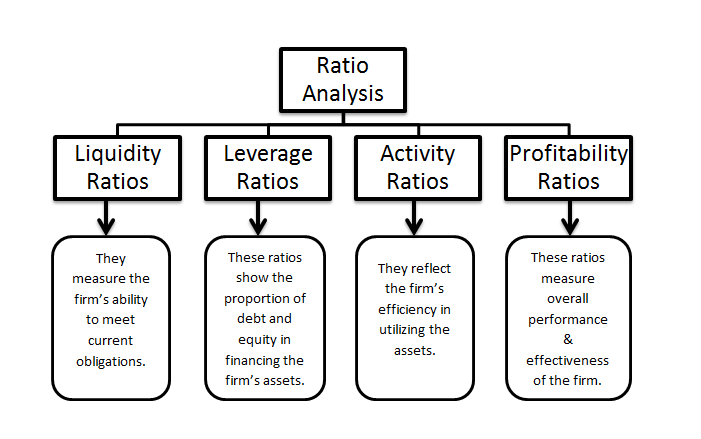 Ratio
Analysis
Liquidity
Ratios
Leverage
Ratios
Activity
Ratios
Profitability
Ratios
They
measure the
firm's ability
to meet
current
obligations.
These ratios
show the
proportion of
debt and
equity in
financing the
firm's assets.
They reflect
the firm's
efficiency in
utilizing the
assets.
These ratios
measure
overall
performance
&
effectiveness
of the firm.